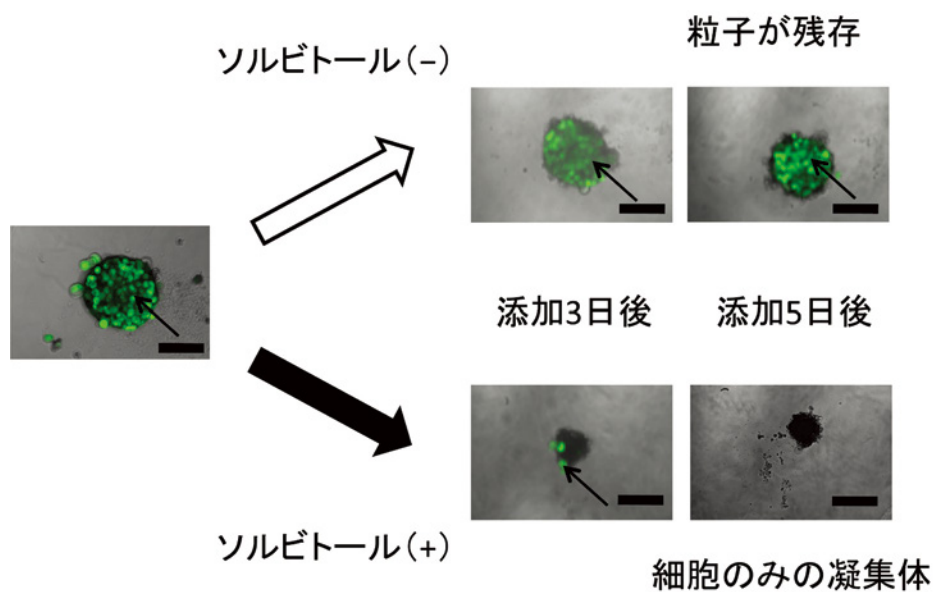 粒子が残存
ソルビトール(−)
添加3日後
添加5日後
ソルビトール(+)
細胞のみの凝集体